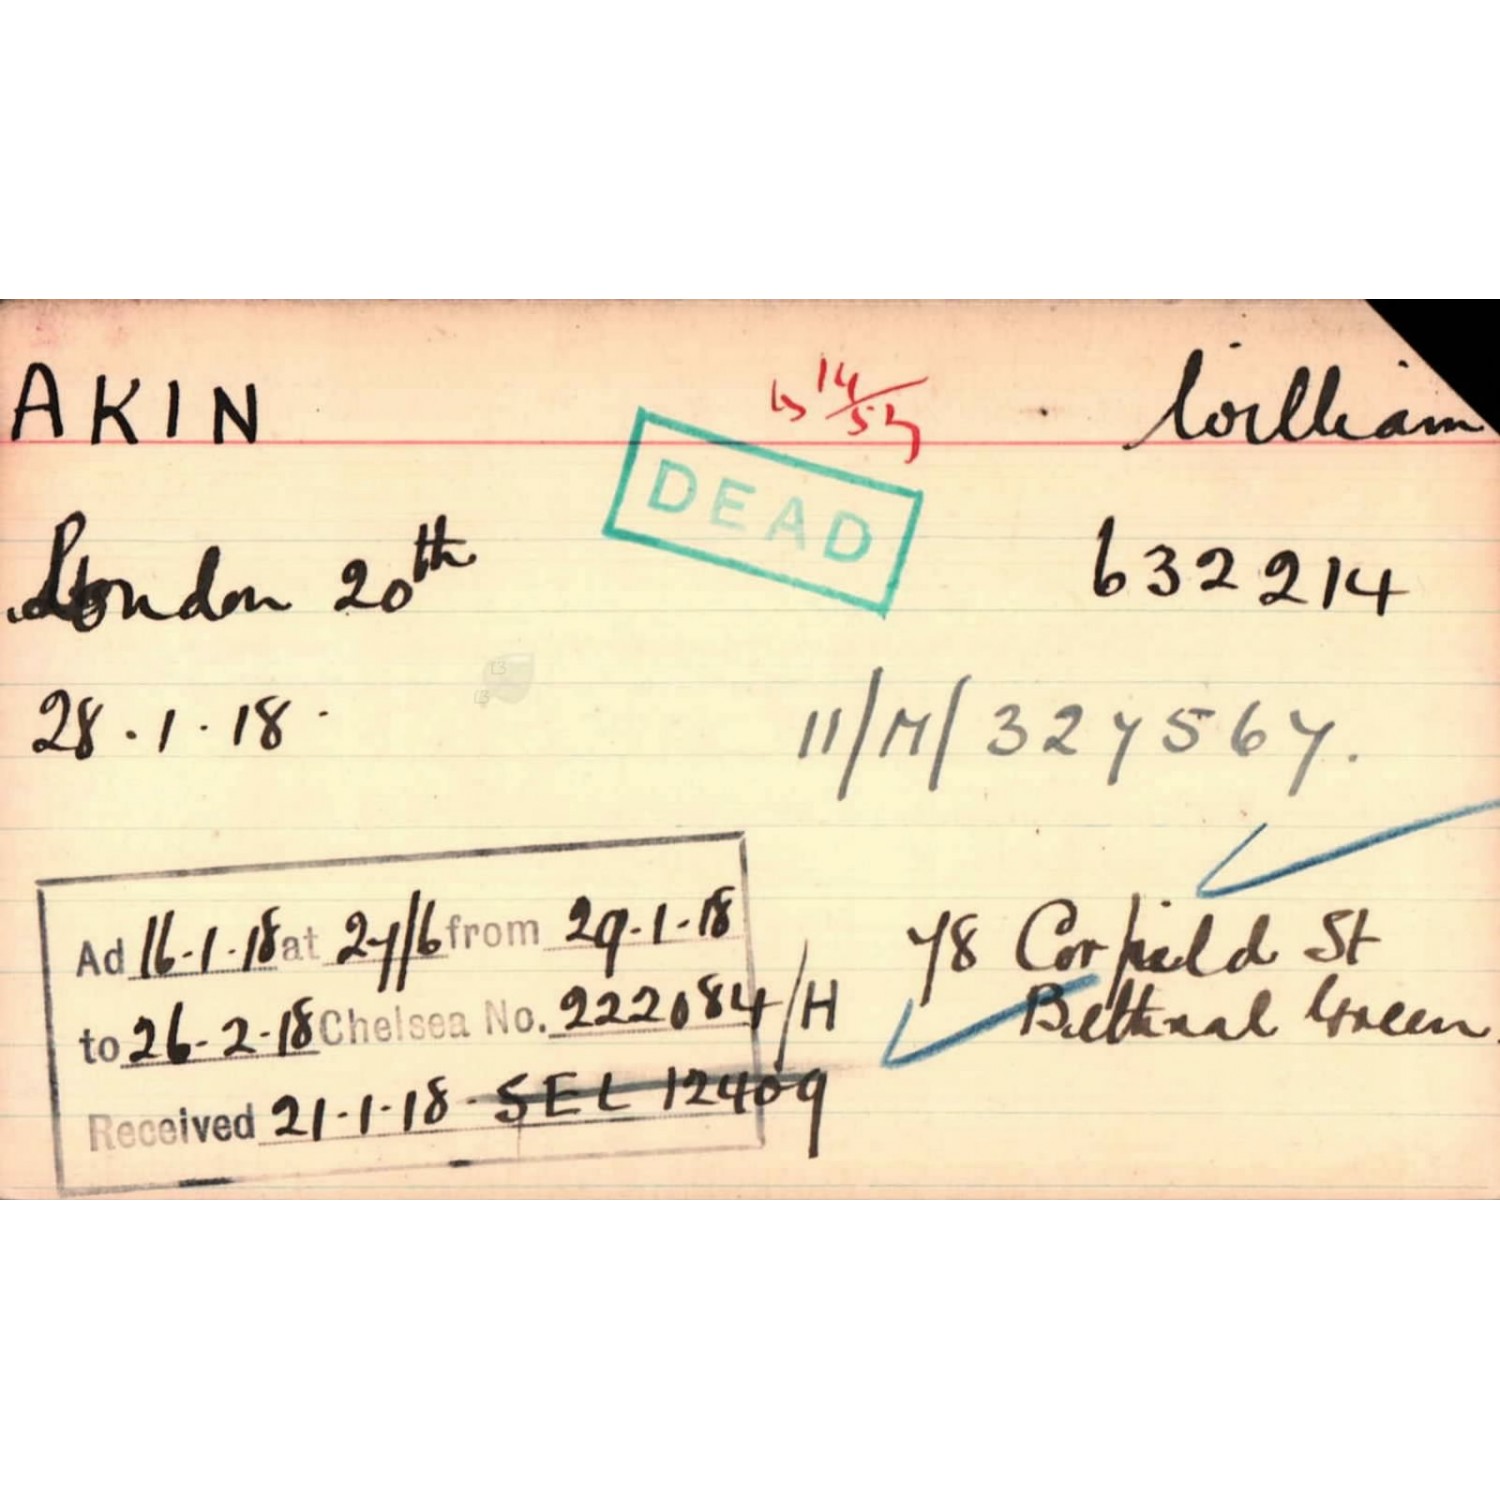 AKIN 14/54 William
DEAD
London 20th 632214
28.1.18. 11/M/327567.
Ad 16.1.18 at 27/6 from 29.1.18
to 26.2.18 Chelsea No. 222084/H
Received 21.1.18. SEL 12409
78 Corfield St
Bethnal Green.